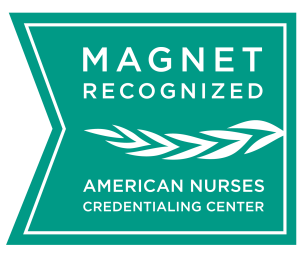 MAGNET
RECOGNIZED
AMERICAN NURSES
CREDENTIALING CENTER